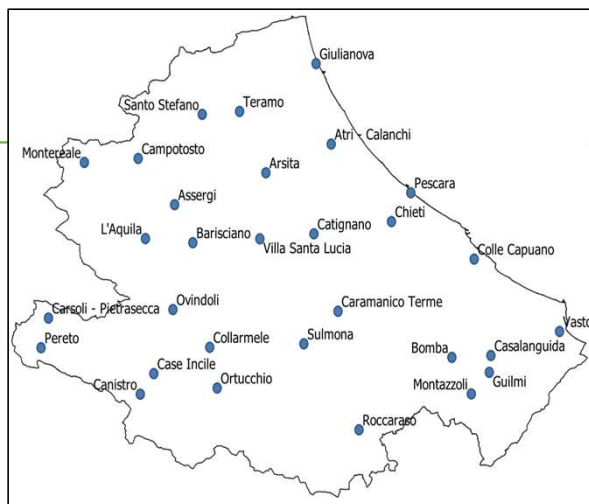 Giulianova
Santo Stefano
Teramo
Atri - Calanchi
Montereale
Campotosto
Arsita
Pescara
Assergi
Chieti
L'Aquila
Barisciano
Villa Santa Lucia
Catignano
Colle Capuano
Carsoli - Pietrasecca
Ovindoli
Caramanico Terme
Vasto
Pereto
Collarmele
Sulmona
Bomba
Casalanguida
Case Incile
Guilmi
Canistro
Ortucchio
Montazzoli
Roccaraso